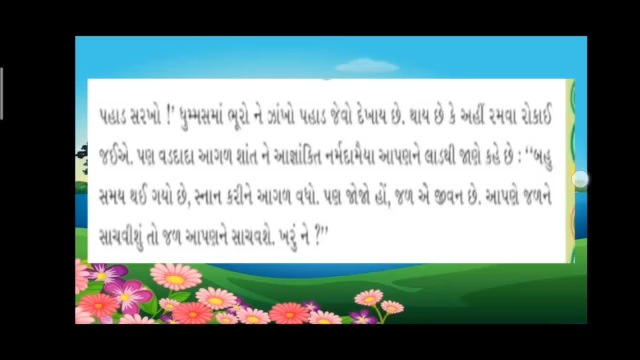 પહાડ સરખો !’ ધુમ્મસમાં ભૂરો ને ઝાંખો પહાડ જેવો દેખાય છે. થાય છે કે અહીં રમવા રોકાઈ
જઈએ. પણ વડદાદા આગળ શાંત ને આજ્ઞાંકિત નર્મદામૈયા આપણને લાડથી જાણે કહે છે : ‘‘બહુ
સમય થઈ ગયો છે, સ્નાન કરીને આગળ વધો. પણ જોજો હોં, જળ એ જીવન છે. આપણે જળને
સાચવીશું તો જળ આપણને સાચવશે. ખરું ને ?’’